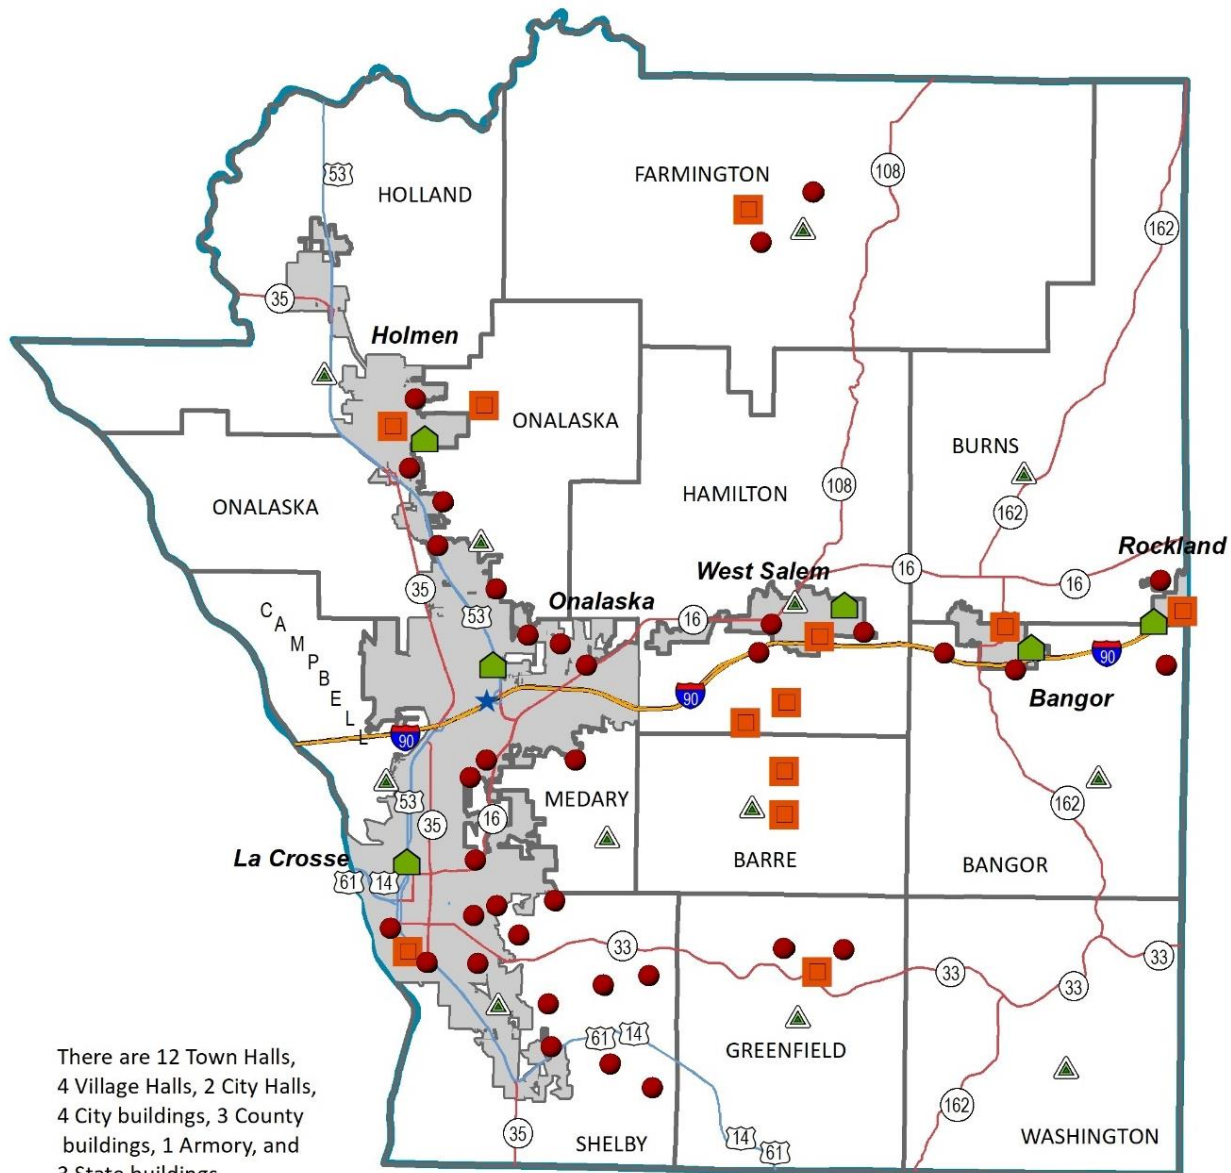 53
HOLLAND
FARMINGTON
108
162
35
Holmen
ONALASKA
BURNS
HAMILTON
108
ONALASKA
162
Rockland
West Salem
16
16
35
Onalaska
53
16
CAMPBELL
90
90
90
Bangor
MEDARY
53
35
16
162
La Crosse
BARRE
BANGOR
61
14
33
33
33
33
61
14
GREENFIELD
There are 12 Town Halls,
4 Village Halls, 2 City Halls,
4 City buildings, 3 County
buildings, 1 Armory, and
3 State buildings
162
35
SHELBY
14
61
WASHINGTON